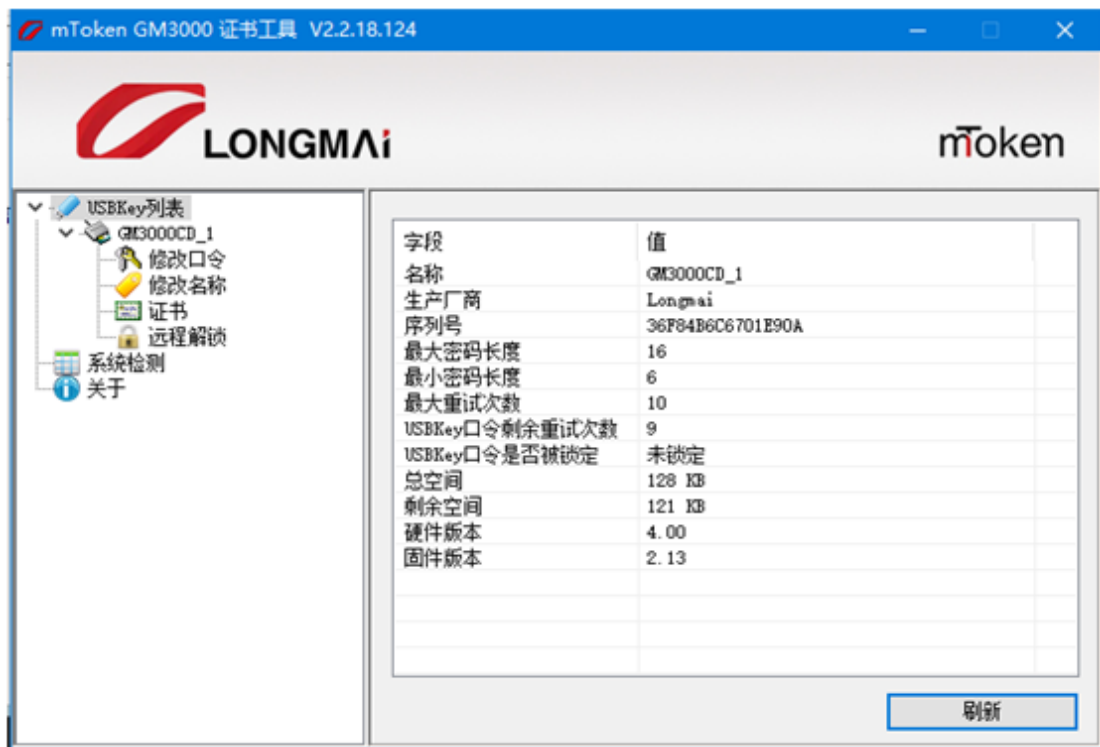 mToken GM3000 证书工具 V2.2.18.124
LONGMAi
mToken
USBKey列表
GM3000CD_1
修改口令
修改名称
证书
远程解锁
系统检测
关于
字段 值
名称 GM3000CD_1
生产厂商 Longmai
序列号 36F84B6C6701E90A
最大密码长度 16
最小密码长度 6
最大重试次数 10
USBKey口令剩余重试次数 9
USBKey口令是否被锁定 未锁定
总空间 128 KB
剩余空间 121 KB
硬件版本 4.00
固件版本 2.13
刷新